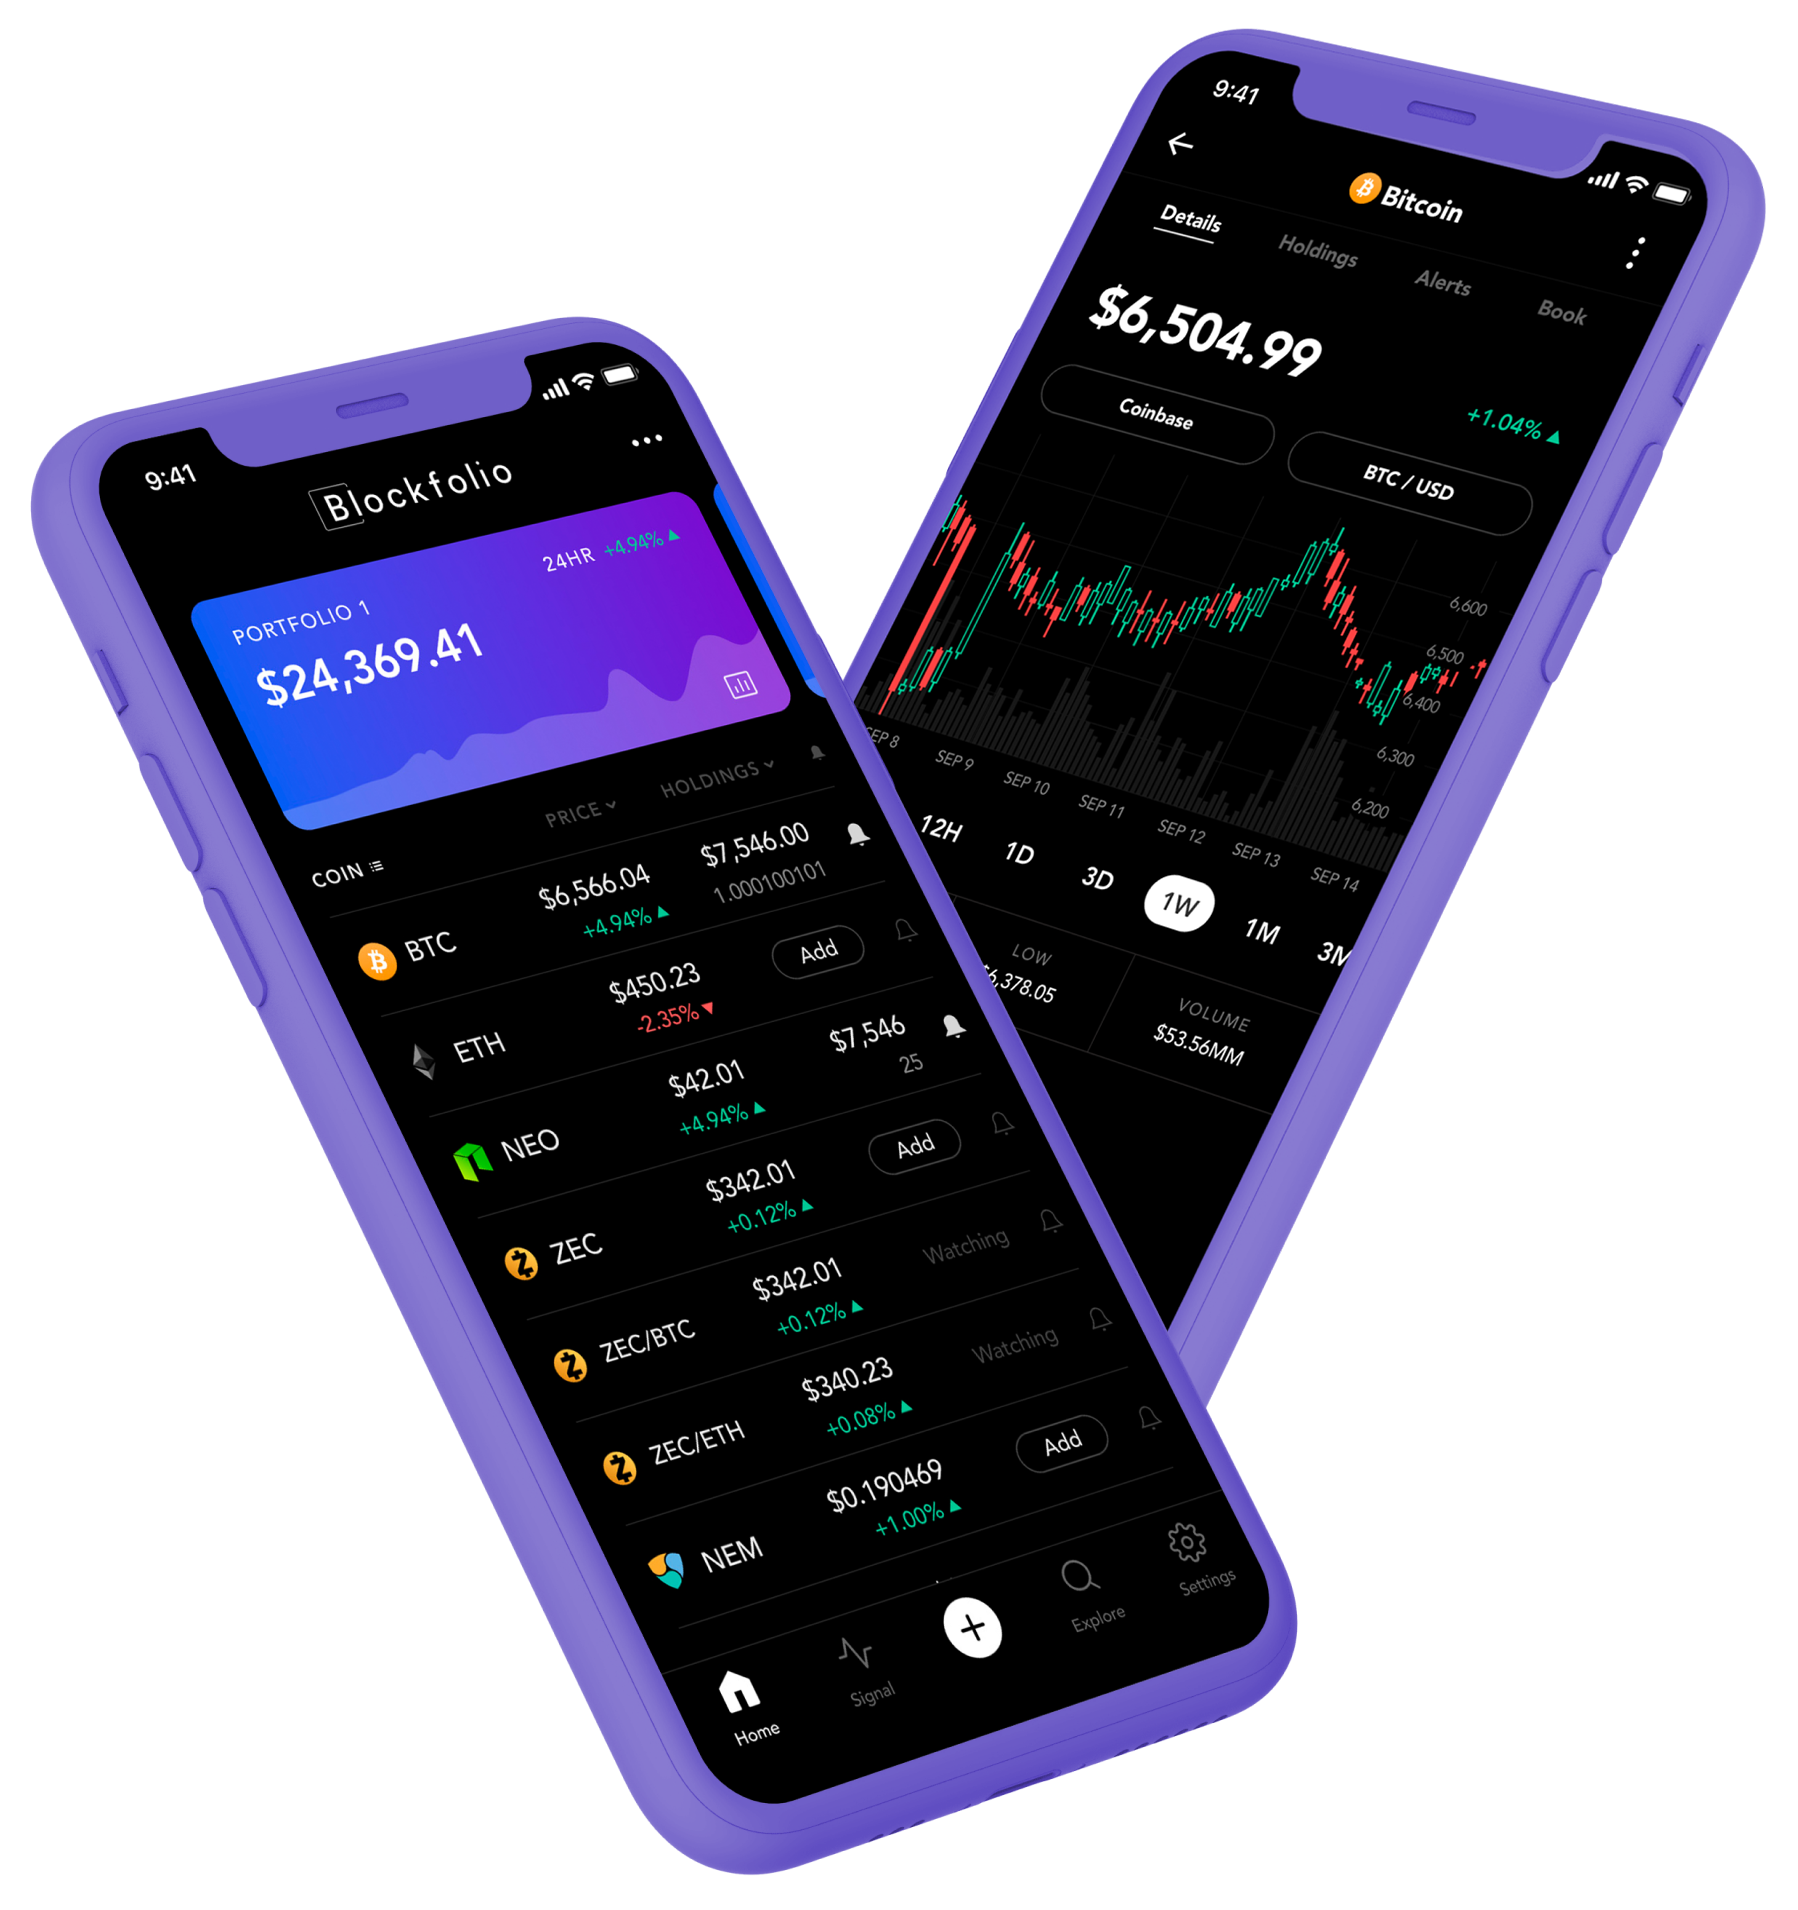 9:41
Blockfolio
24HR +4.94%
PORTFOLIO 1
$24,369.41
COIN PRICE HOLDINGS
BTC $6,566.04 $7,546.00
+4.94% 1.000100101
ETH $450.23 Add
-2.35%
NEO $42.01 $7,546
+4.94% 25
ZEC $342.01 Add
+0.12%
ZEC/BTC $342.01 Watching
+0.12%
ZEC/ETH $340.23 Watching
+0.08%
NEM $0.190469 Add
+1.00%
Home Signal Explore Settings
9:41
Bitcoin
Details Holdings Alerts Book
$6,504.99
+1.04%
Coinbase BTC / USD
6,600
6,500
6,400
6,300
6,200
SEP 8 SEP 9 SEP 10 SEP 11 SEP 12 SEP 13 SEP 14
12H 1D 3D 1W 1M 3M
LOW VOLUME
$6,378.05 $53.56MM